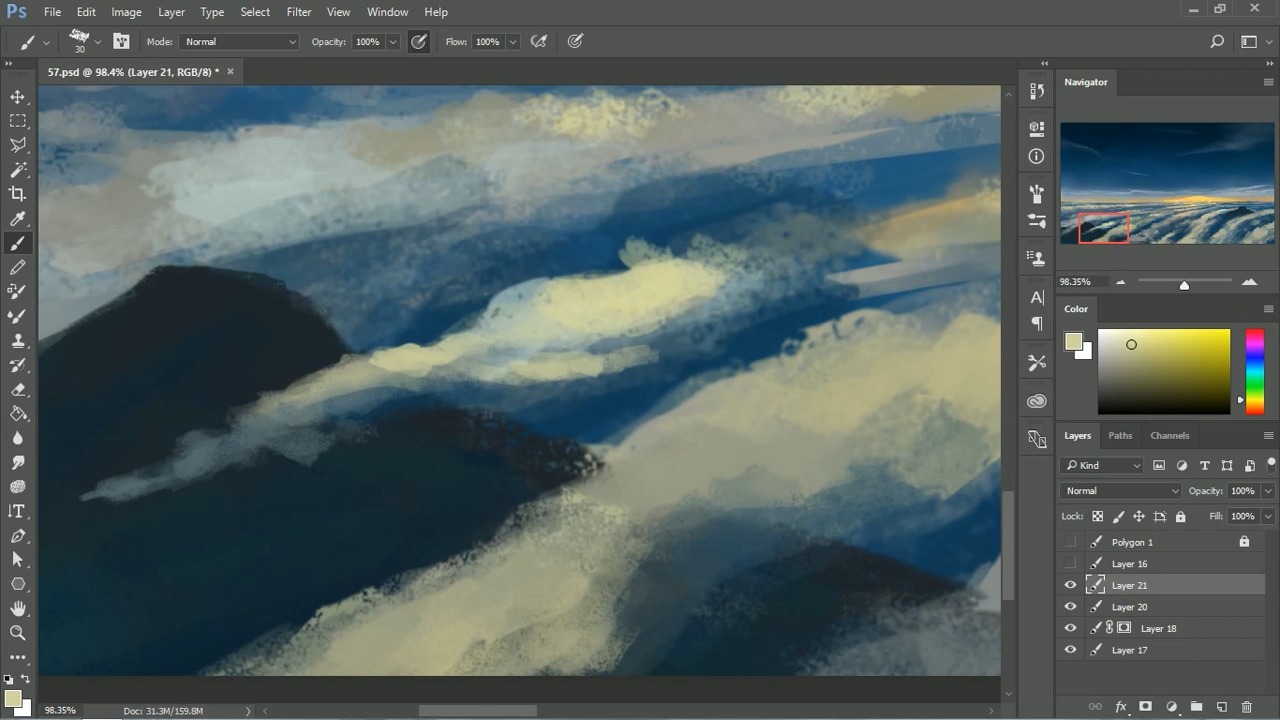 Ps File Edit Image Layer Type Select Filter View Window Help
30 Mode: Normal Opacity: 100% Flow: 100%
57.psd @ 98.4% (Layer 21, RGB/8) * ×
Navigator
98.35%
Color
Layers Paths Channels
Kind
Normal Opacity: 100%
Lock: Fill: 100%
Polygon 1
Layer 16
Layer 21
Layer 20
Layer 18
Layer 17
fx
98.35% Doc: 31.3M/159.8M